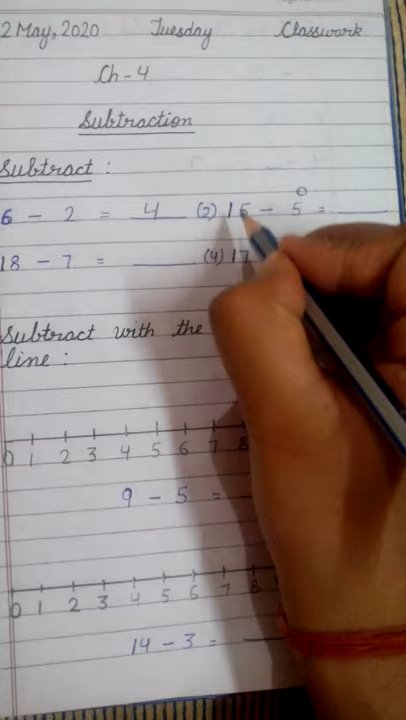 2 May, 2020 Tuesday Classwork
Ch-4
Subtraction
Subtract:
6 - 2 = 4 (2) 15 - 5 = 
18 - 7 = (4) 17
Subtract with the
line:
0 1 2 3 4 5 6 7 8
9 - 5 =
0 1 2 3 4 5 6 7 8
14 - 3 =